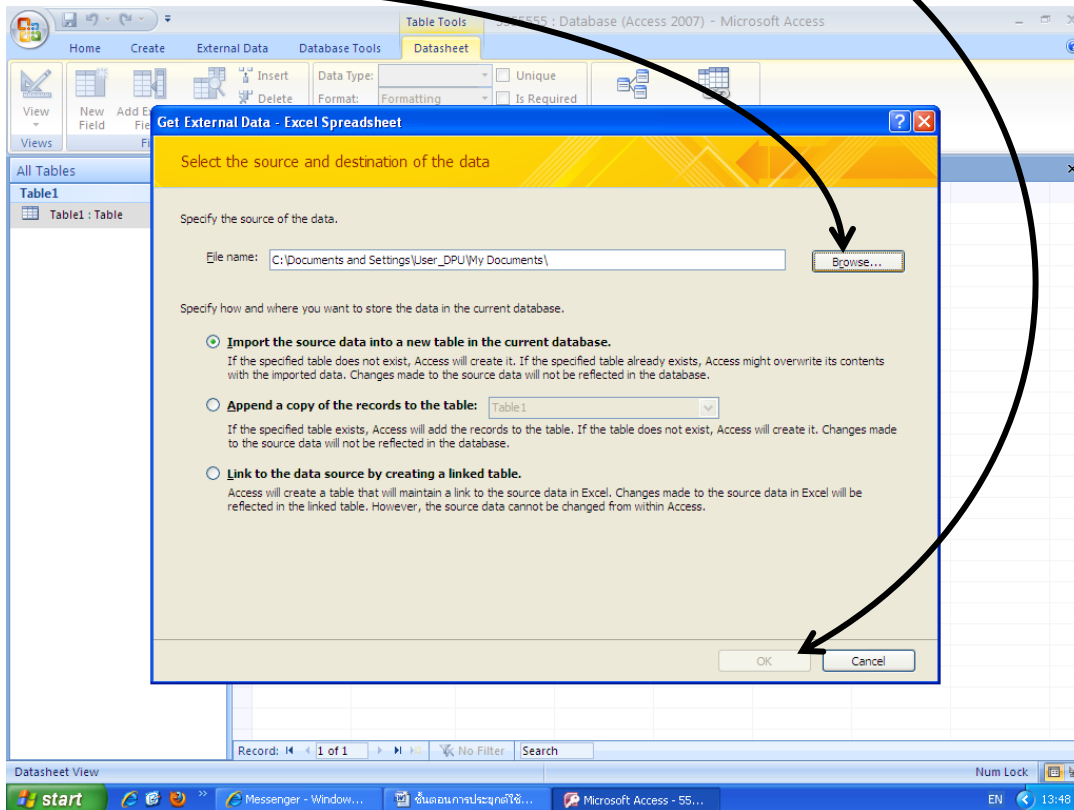 Table Tools : Database (Access 2007) - Microsoft Access
Home Create External Data Database Tools Datasheet
Insert Data Type: Unique
Delete Format: Formatting Is Required
View New Add
Field
Views
Get External Data - Excel Spreadsheet
Select the source and destination of the data
All Tables
Table1
Table1 : Table
Specify the source of the data.
File name: C:\Documents and Settings\User_DPU\My Documents\ Browse...
Specify how and where you want to store the data in the current database.
Import the source data into a new table in the current database.
If the specified table does not exist, Access will create it. If the specified table already exists, Access might overwrite its contents
with the imported data. Changes made to the source data will not be reflected in the database.
Append a copy of the records to the table: Table1
If the specified table exists, Access will add the records to the table. If the table does not exist, Access will create it. Changes made
to the source data will not be reflected in the database.
Link to the data source by creating a linked table.
Access will create a table that will maintain a link to the source data in Excel. Changes made to the source data in Excel will be
reflected in the linked table. However, the source data cannot be changed from within Access.
OK Cancel
Record: 1 of 1 No Filter Search
Datasheet View Num Lock
start Messenger - Window... ขั้นตอนการประยุกต์ใช้... Microsoft Access - 55... EN 13:48